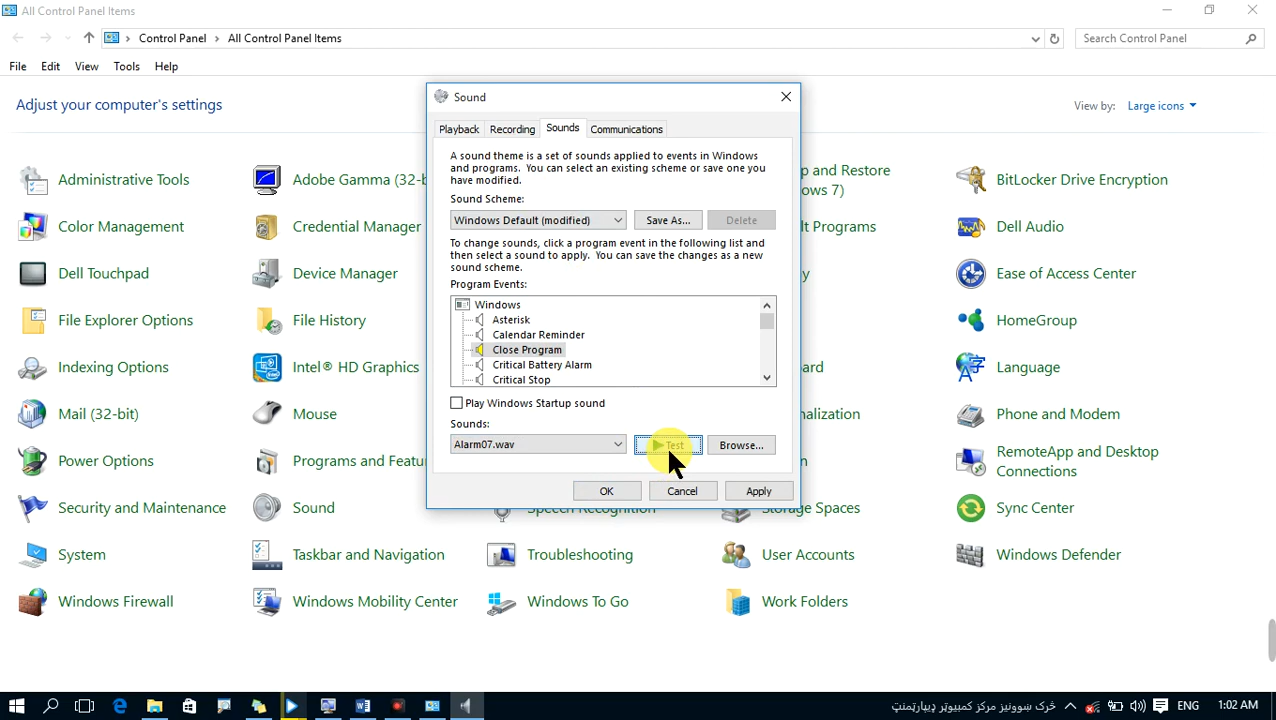 All Control Panel Items
Control Panel > All Control Panel Items
Search Control Panel
File Edit View Tools Help
Adjust your computer's settings
View by: Large icons
Sound
Playback Recording Sounds Communications
A sound theme is a set of sounds applied to events in Windows
and programs. You can select an existing scheme or save one you
have modified.
Sound Scheme:
Windows Default (modified) Save As... Delete
To change sounds, click a program event in the following list and
then select a sound to apply. You can save the changes as a new
sound scheme.
Program Events:
Windows
Asterisk
Calendar Reminder
Close Program
Critical Battery Alarm
Critical Stop
Play Windows Startup sound
Sounds:
Alarm07.wav Test Browse...
OK Cancel Apply
Administrative Tools
Adobe Gamma (32-b
p and Restore
ows 7)
BitLocker Drive Encryption
Color Management
Credential Manager
lt Programs
Dell Audio
Dell Touchpad
Device Manager
y
Ease of Access Center
File Explorer Options
File History
HomeGroup
Indexing Options
Intel® HD Graphics
ard
Language
Mail (32-bit)
Mouse
nalization
Phone and Modem
Power Options
Programs and Featu
n
RemoteApp and Desktop
Connections
Security and Maintenance
Sound
Speech Recognition
Storage Spaces
Sync Center
System
Taskbar and Navigation
Troubleshooting
User Accounts
Windows Defender
Windows Firewall
Windows Mobility Center
Windows To Go
Work Folders
خرک سوونیز مرکز کمپیوټر ډیپارټمنټ
ENG
1:02 AM